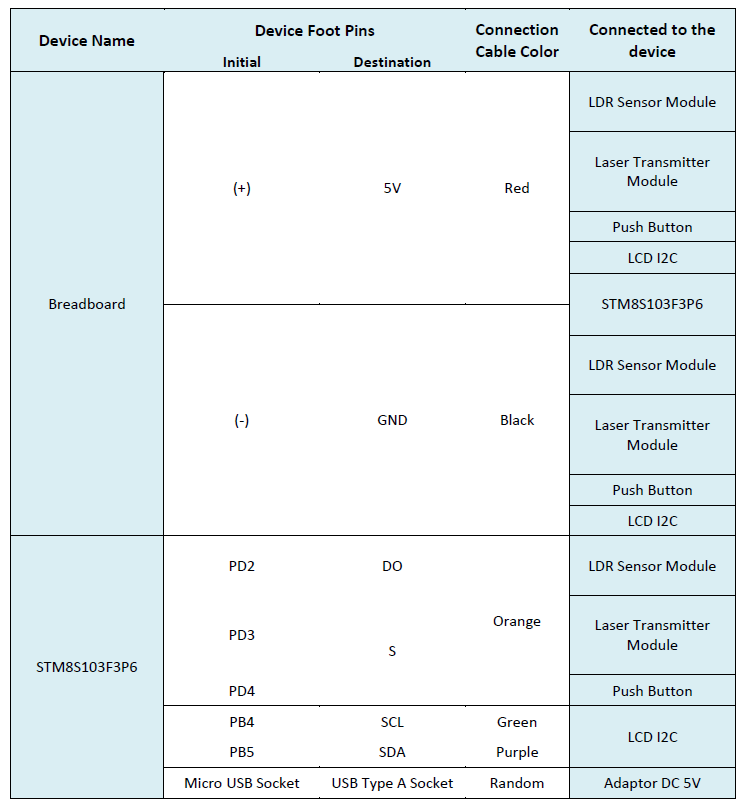 Device Name
Device Foot Pins
Connection
Cable Color
Connected to the
device
Initial
Destination
Breadboard
(+)
5V
Red
LDR Sensor Module
Laser Transmitter
Module
Push Button
LCD I2C
STM8S103F3P6
(-)
GND
Black
LDR Sensor Module
Laser Transmitter
Module
Push Button
LCD I2C
STM8S103F3P6
PD2
DO
Orange
LDR Sensor Module
PD3
S
Laser Transmitter
Module
PD4
Push Button
PB4
SCL
Green
LCD I2C
PB5
SDA
Purple
Micro USB Socket
USB Type A Socket
Random
Adaptor DC 5V